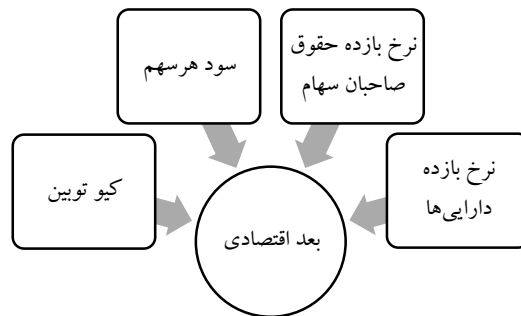 نرخ بازده حقوق
صاحبان سهام
سود هرسهم
نرخ بازده
دارایی‌ها
کیو توبین
بعد اقتصادی